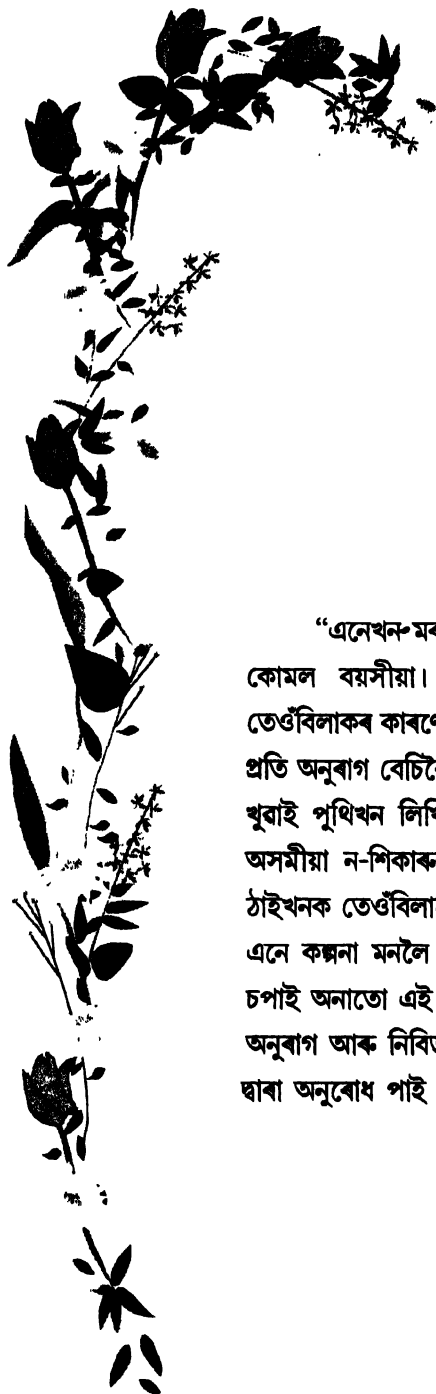 “এনেখন-মৰ
কোমল বয়সীয়া।
তেওঁবিলাকৰ কাৰণে
প্ৰতি অনুৰাগ বেচিকৈ
খুৱাই পুথিখন লিখি
অসমীয়া ন-শিকাৰু
ঠাইখনক তেওঁবিলা
এনে কল্পনা মনলৈ
চপাই অনাতো এই
অনুৰাগ আৰু নিবিড়
দ্বাৰা অনুৰোধ পাই